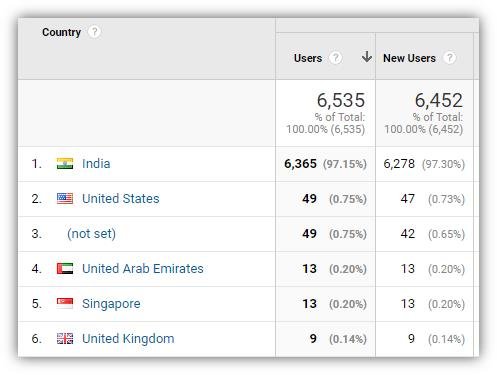 Country ?
Users ? ↓ New Users ?
6,535 6,452
% of Total: % of Total:
100.00% (6,535) 100.00% (6,452)
1. India 6,365 (97.15%) 6,278 (97.30%)
2. United States 49 (0.75%) 47 (0.73%)
3. (not set) 49 (0.75%) 42 (0.65%)
4. United Arab Emirates 13 (0.20%) 13 (0.20%)
5. Singapore 13 (0.20%) 13 (0.20%)
6. United Kingdom 9 (0.14%) 9 (0.14%)